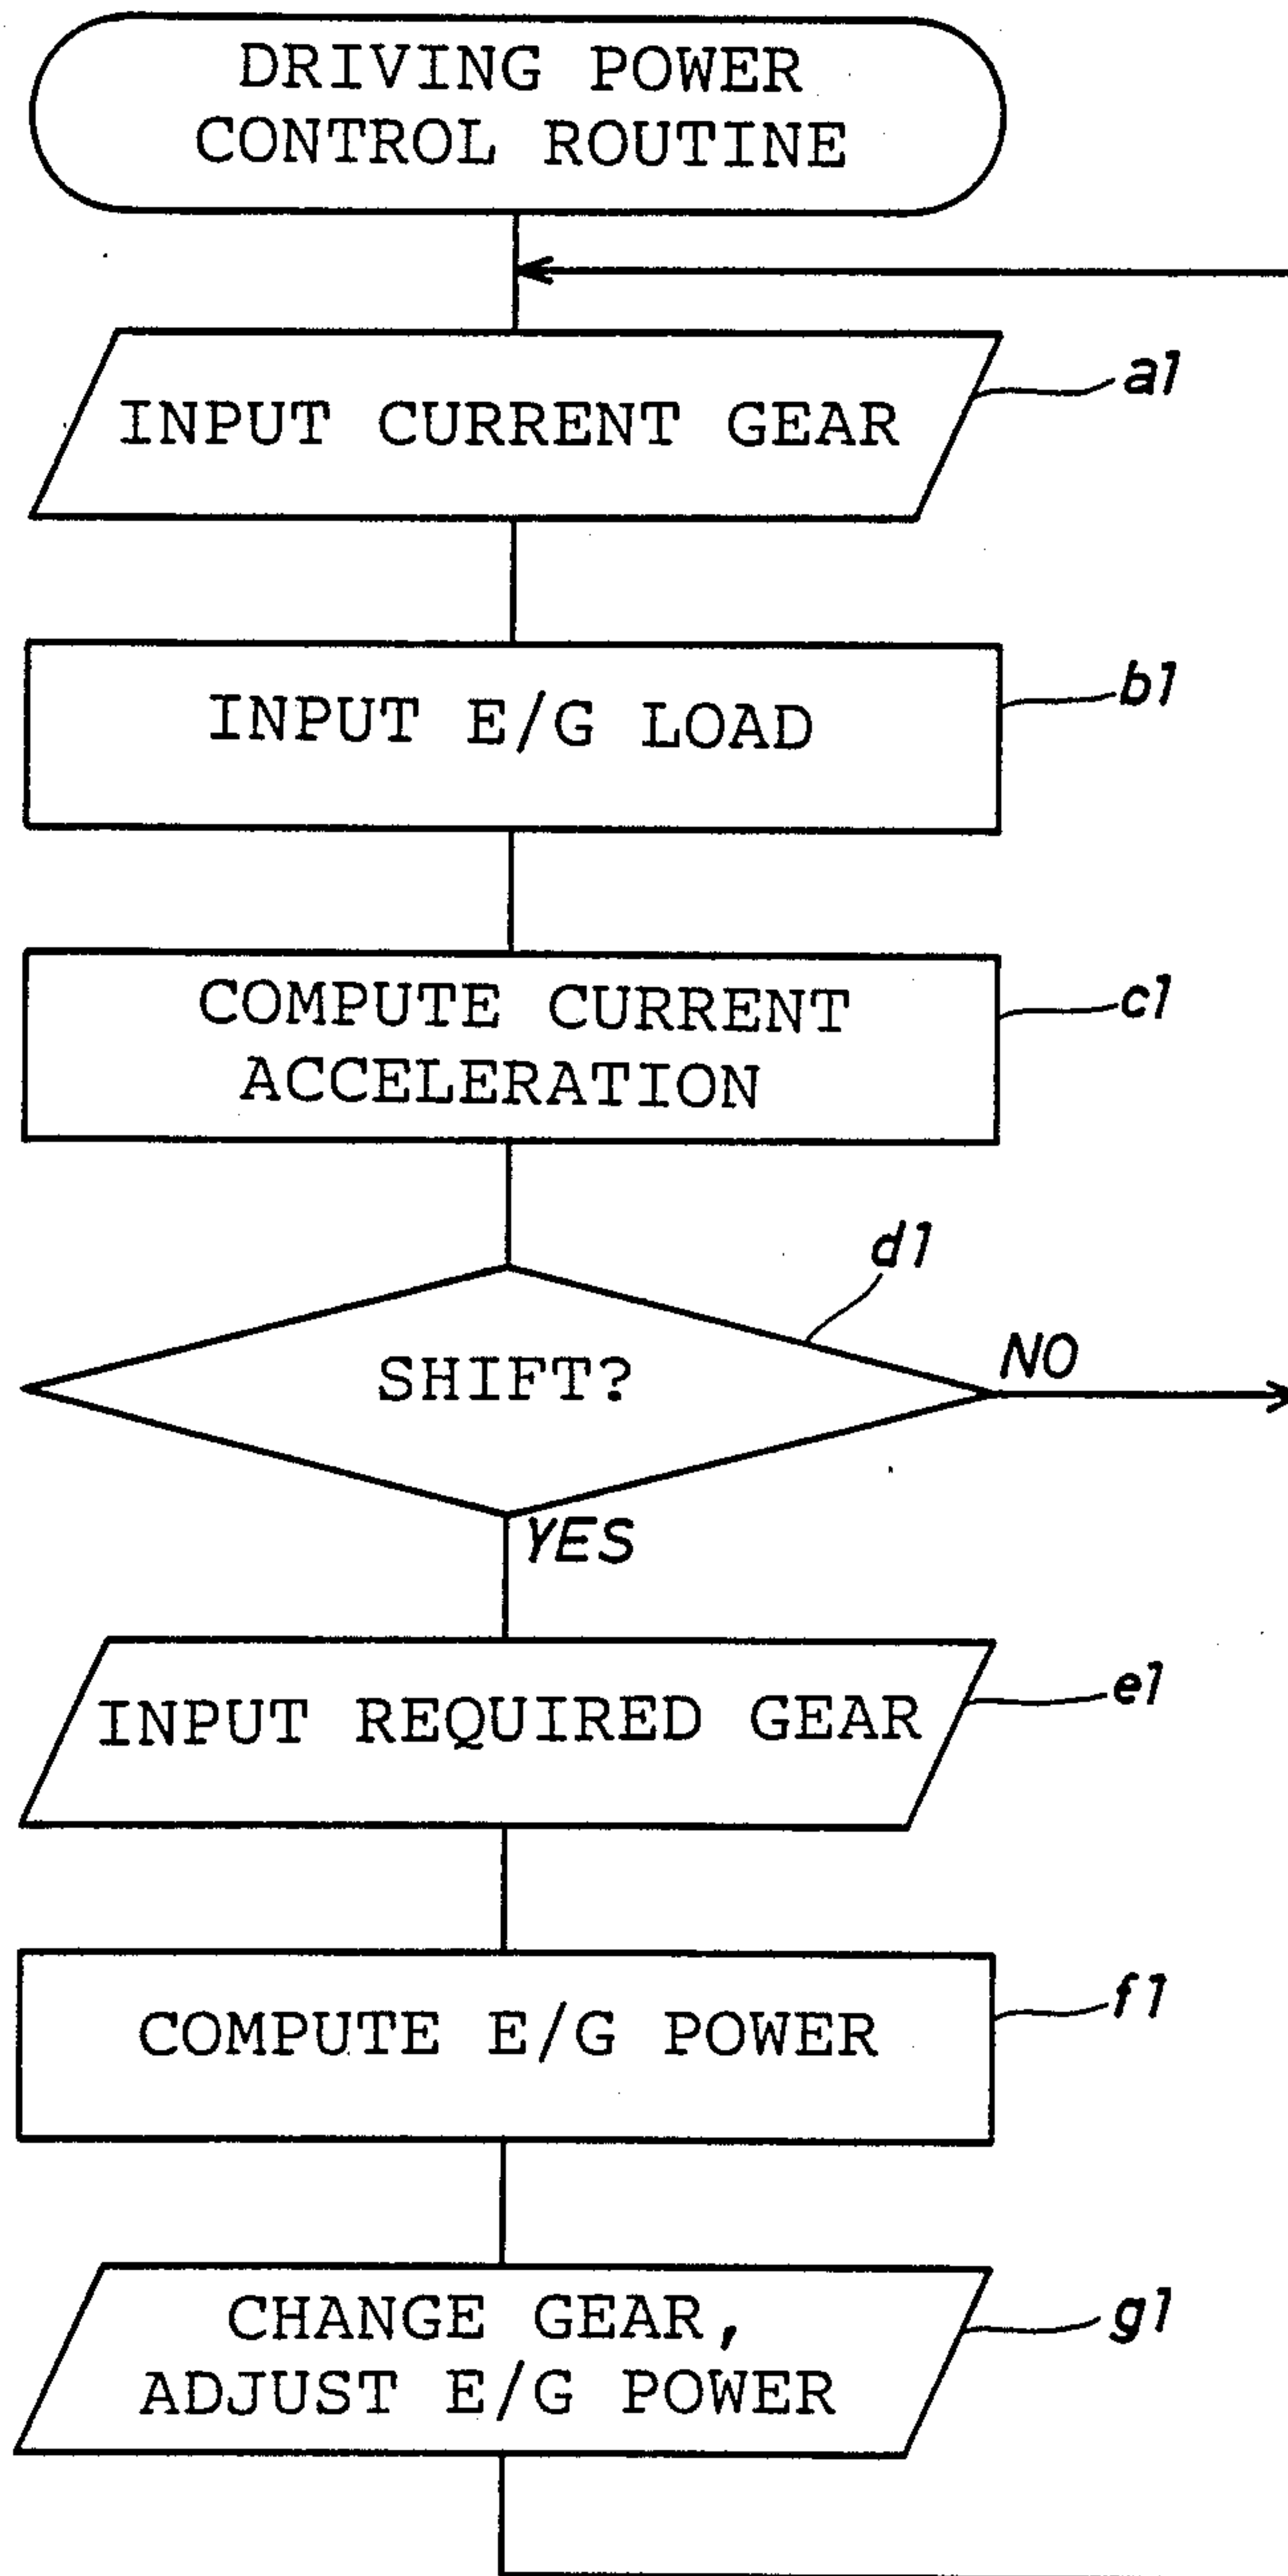 DRIVING POWER
CONTROL ROUTINE
INPUT CURRENT GEAR
a1
INPUT E/G LOAD
b1
COMPUTE CURRENT
ACCELERATION
c1
d1
SHIFT?
NO
YES
INPUT REQUIRED GEAR
e1
COMPUTE E/G POWER
f1
CHANGE GEAR,
ADJUST E/G POWER
g1